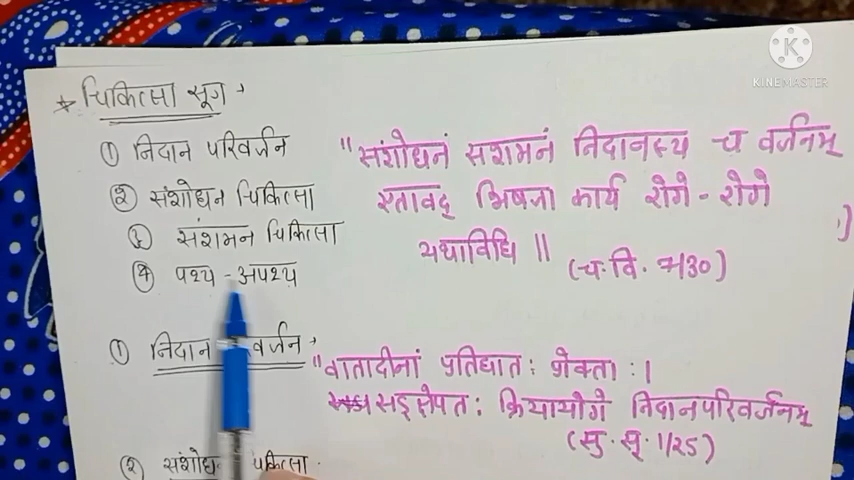 K
KINEMASTER
* चिकित्सा सूत्र
① निदान परिवर्जन
② संशोधन चिकित्सा
③ संशमन चिकित्सा
④ पथ्य - अपथ्य
" संशोधनं संशमनं निदानस्य च वर्जनम्
एतावद् भिषजा कार्य रोगे - रोगे
यथाविधि ॥
(च. वि. 7/30)
① निदान परिवर्जन
" वातादीनां प्रतिघात : प्रोक्ता : ।
सङ्क्षेपत : क्रियायोगे निदानपरिवर्जनम्
(सु. सू. 1/25)
② संशोधन चिकित्सा